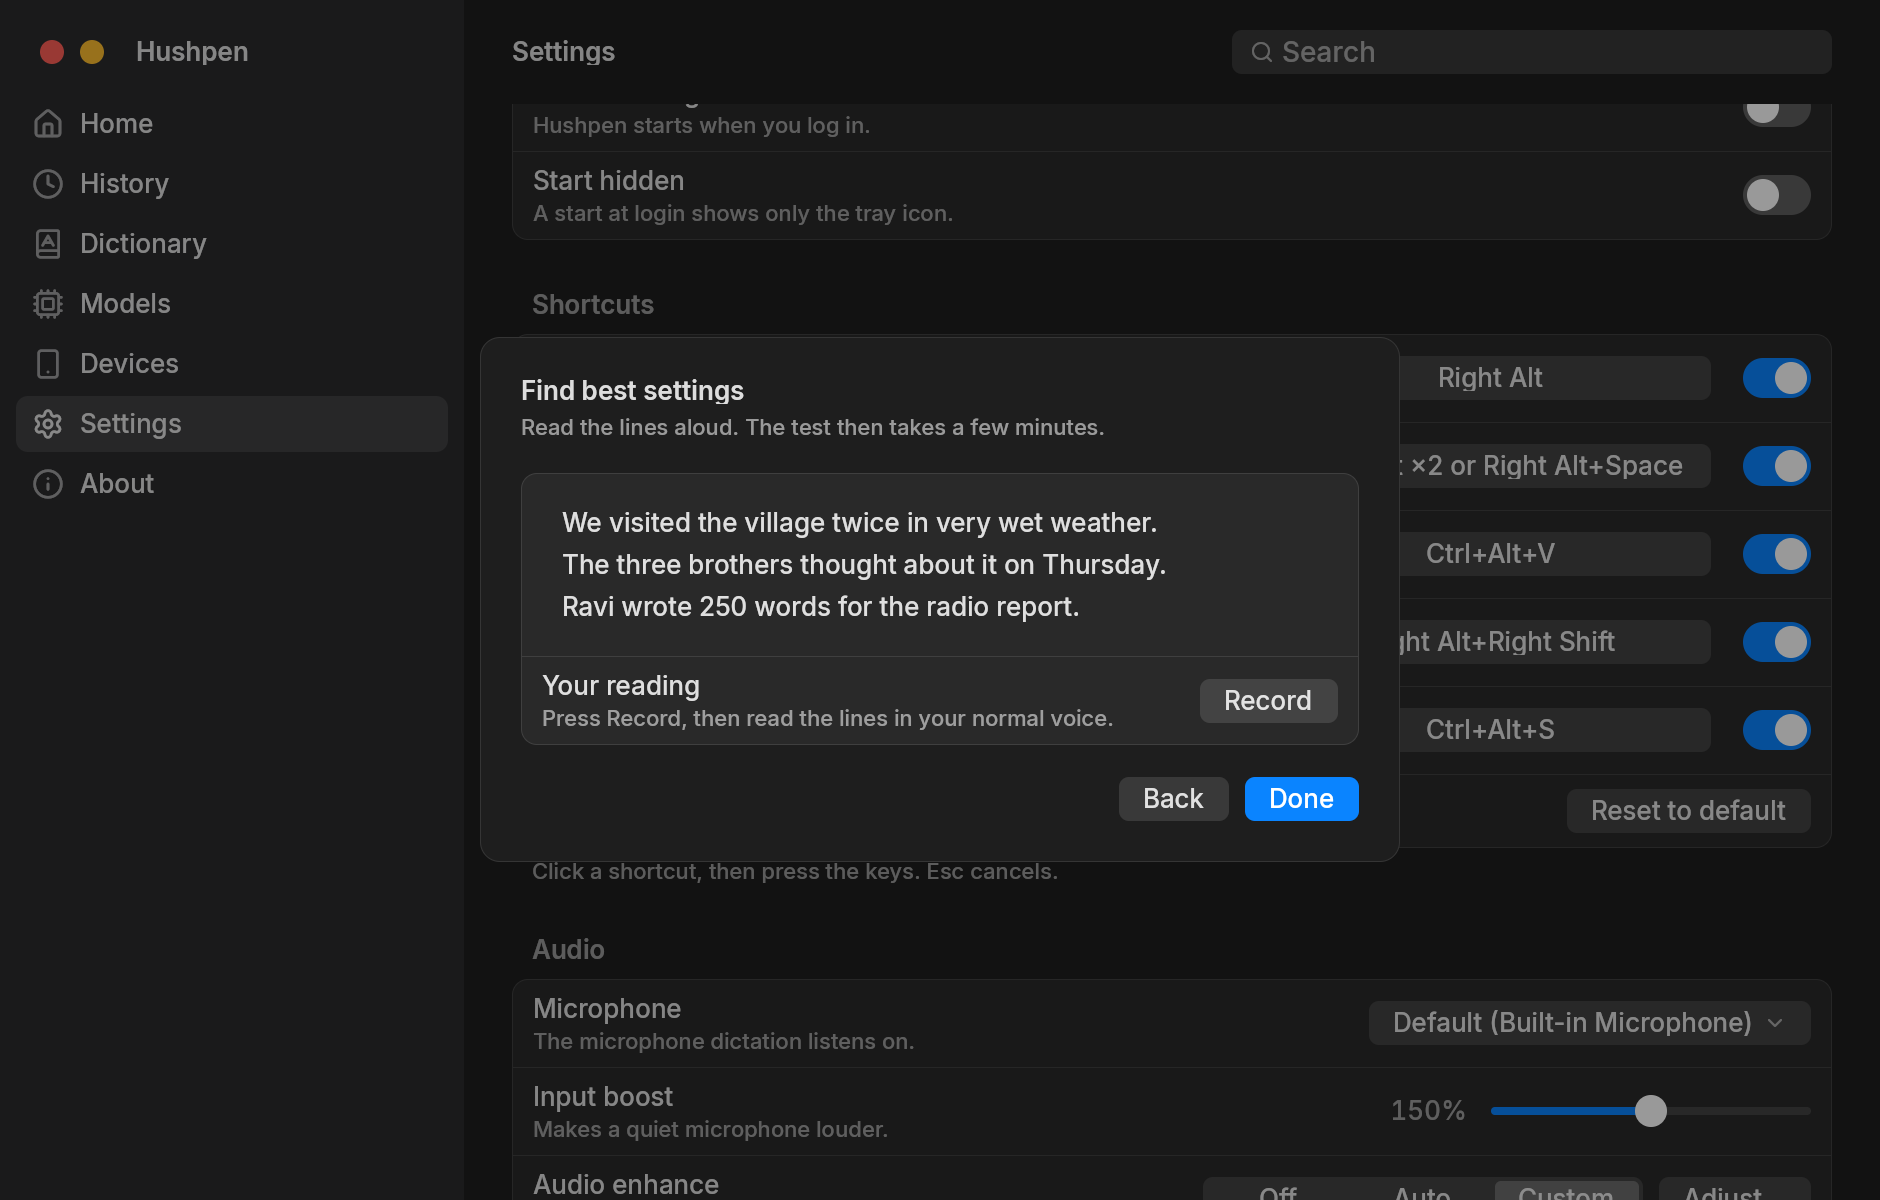 Hushpen
Home
History
Dictionary
Models
Devices
Settings
About
Settings
Search
Hushpen starts when you log in.
Start hidden
A start at login shows only the tray icon.
Shortcuts
Right Alt
×2 or Right Alt+Space
Ctrl+Alt+V
Alt+Right Shift
Ctrl+Alt+S
Reset to default
Find best settings
Read the lines aloud. The test then takes a few minutes.
We visited the village twice in very wet weather.
The three brothers thought about it on Thursday.
Ravi wrote 250 words for the radio report.
Your reading
Press Record, then read the lines in your normal voice.
Record
Back
Done
Click a shortcut, then press the keys. Esc cancels.
Audio
Microphone
The microphone dictation listens on.
Default (Built-in Microphone)
Input boost
Makes a quiet microphone louder.
150%
Audio enhance
Off
Auto
Custom
Adjust